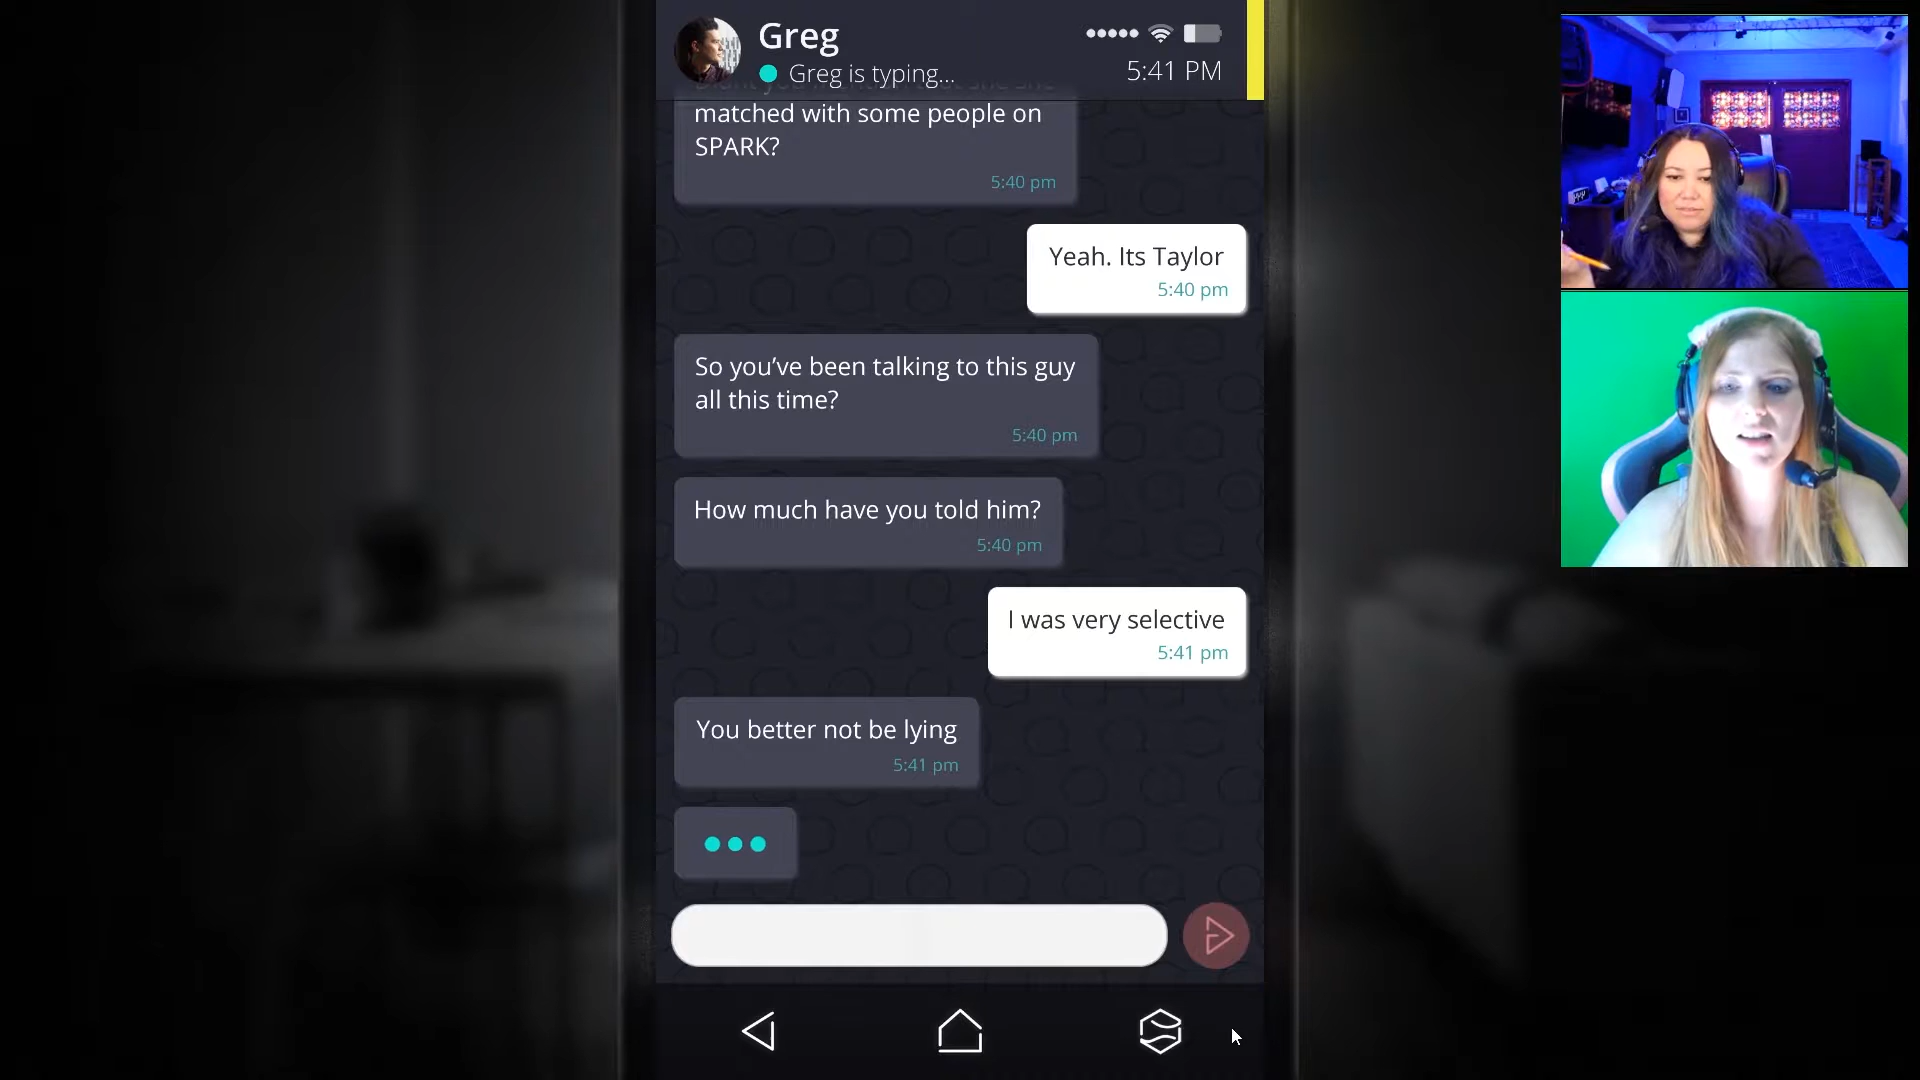 Greg
Greg is typing...
5:41 PM
matched with some people on
SPARK?
5:40 pm
Yeah. Its Taylor
5:40 pm
So you’ve been talking to this guy
all this time?
5:40 pm
How much have you told him?
5:40 pm
I was very selective
5:41 pm
You better not be lying
5:41 pm